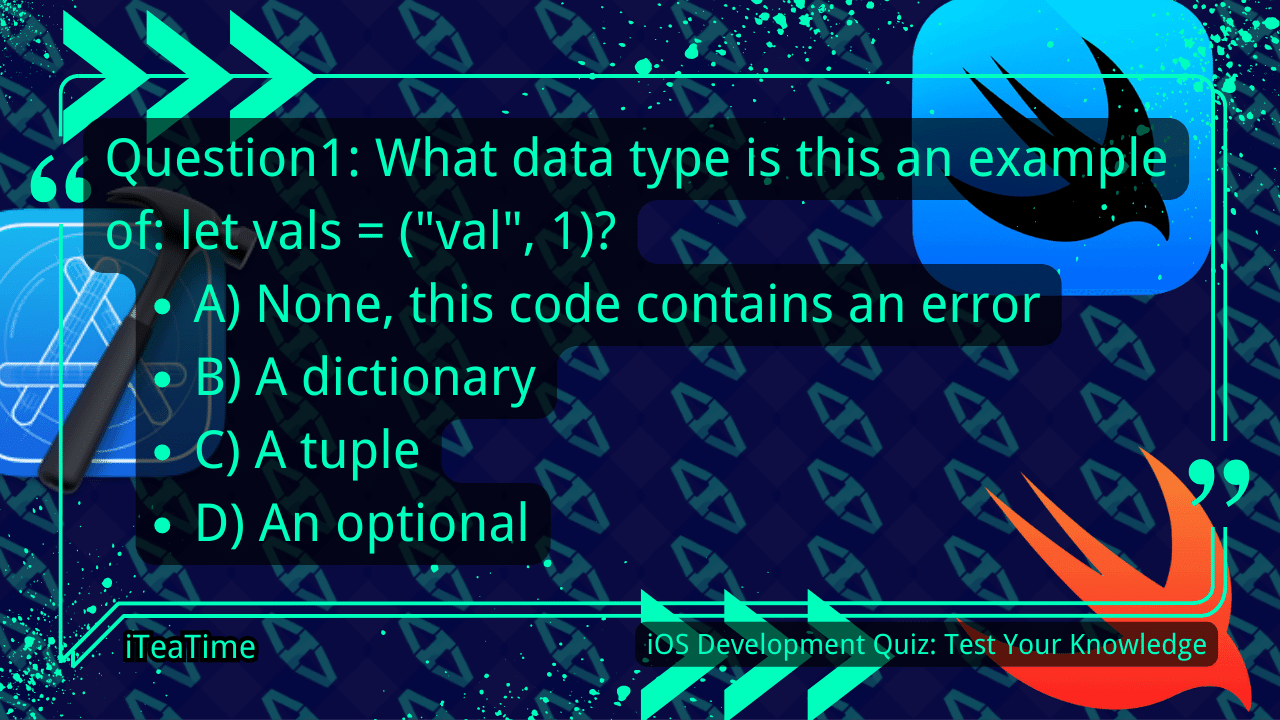 Question1: What data type is this an example
of: let vals = ("val", 1)?
• A) None, this code contains an error
• B) A dictionary
• C) A tuple
• D) An optional
iTeaTime
iOS Development Quiz: Test Your Knowledge